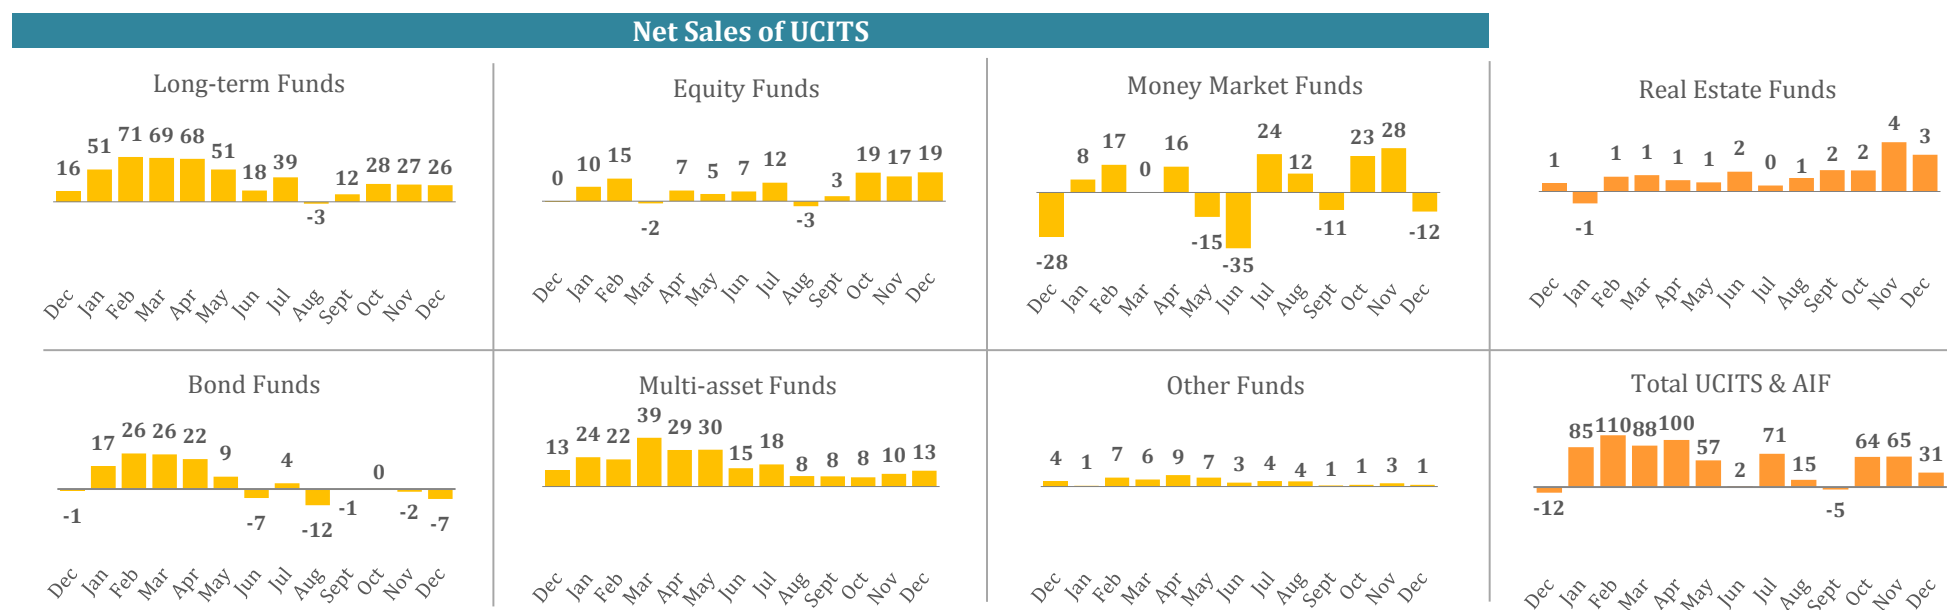 Net Sales of UCITS
Long-term Funds
16 51 71 69 68 51 18 39 -3 12 28 27 26
Dec Jan Feb Mar Apr May Jun Jul Aug Sept Oct Nov Dec
Equity Funds
0 10 15 -2 7 5 7 12 -3 3 19 17 19
Dec Jan Feb Mar Apr May Jun Jul Aug Sept Oct Nov Dec
Money Market Funds
-28 8 17 0 16 -15 -35 24 12 -11 23 28 -12
Dec Jan Feb Mar Apr May Jun Jul Aug Sept Oct Nov Dec
Real Estate Funds
1 -1 1 1 1 1 2 0 1 2 2 4 3
Dec Jan Feb Mar Apr May Jun Jul Aug Sept Oct Nov Dec
Bond Funds
-1 17 26 26 22 9 -7 4 -12 -1 0 -2 -7
Dec Jan Feb Mar Apr May Jun Jul Aug Sept Oct Nov Dec
Multi-asset Funds
13 24 22 39 29 30 15 18 8 8 8 10 13
Dec Jan Feb Mar Apr May Jun Jul Aug Sept Oct Nov Dec
Other Funds
4 1 7 6 9 7 3 4 4 1 1 3 1
Dec Jan Feb Mar Apr May Jun Jul Aug Sept Oct Nov Dec
Total UCITS & AIF
-12 85 110 88 100 57 2 71 15 -5 64 65 31
Dec Jan Feb Mar Apr May Jun Jul Aug Sept Oct Nov Dec